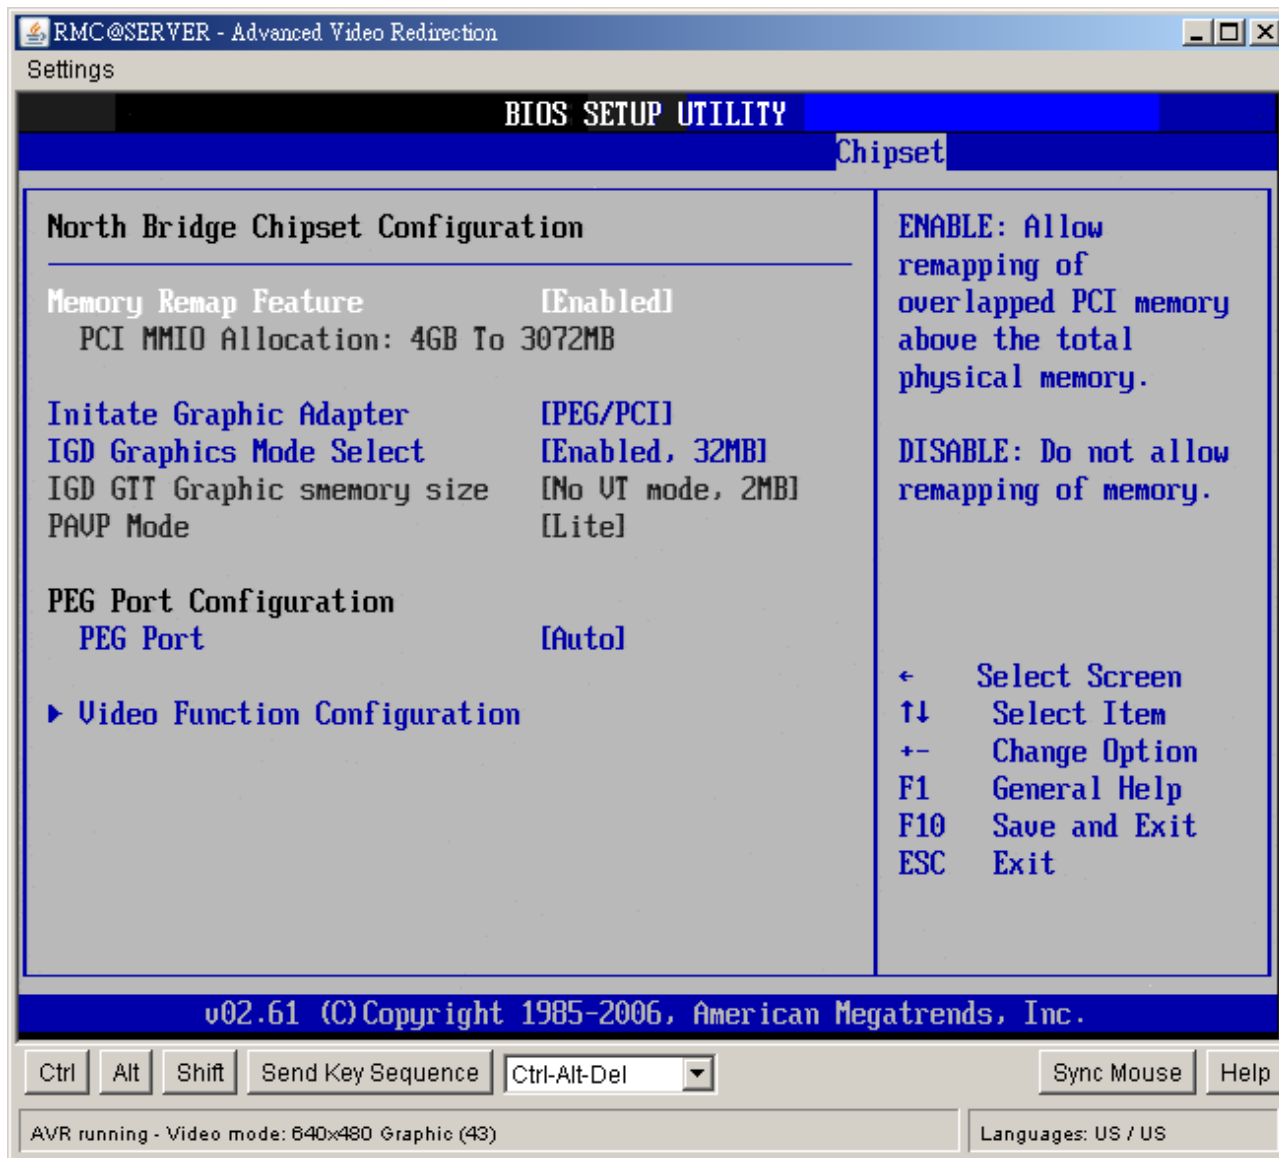 RMC@SERVER - Advanced Video Redirection
Settings
BIOS SETUP UTILITY
Chipset
North Bridge Chipset Configuration
Memory Remap Feature [Enabled]
PCI MMIO Allocation: 4GB To 3072MB
Initate Graphic Adapter [PEG/PCI]
IGD Graphics Mode Select [Enabled, 32MB]
IGD GTT Graphic smemory size [No VT mode, 2MB]
PAVP Mode [Lite]
PEG Port Configuration
PEG Port [Auto]
Video Function Configuration
ENABLE: Allow
remapping of
overlapped PCI memory
above the total
physical memory.
DISABLE: Do not allow
remapping of memory.
← Select Screen
↑↓ Select Item
+- Change Option
F1 General Help
F10 Save and Exit
ESC Exit
v02.61 (C)Copyright 1985-2006, American Megatrends, Inc.
Ctrl Alt Shift Send Key Sequence Ctrl-Alt-Del Sync Mouse Help
AVR running - Video mode: 640x480 Graphic (43) Languages: US / US